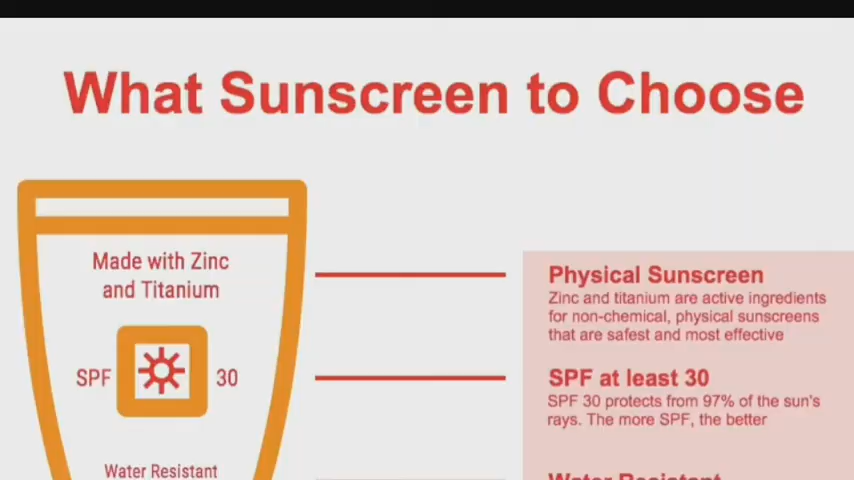 What Sunscreen to Choose
Made with Zinc
and Titanium
SPF 30
Water Resistant
Physical Sunscreen
Zinc and titanium are active ingredients
for non-chemical, physical sunscreens
that are safest and most effective
SPF at least 30
SPF 30 protects from 97% of the sun's
rays. The more SPF, the better
Water Resistant